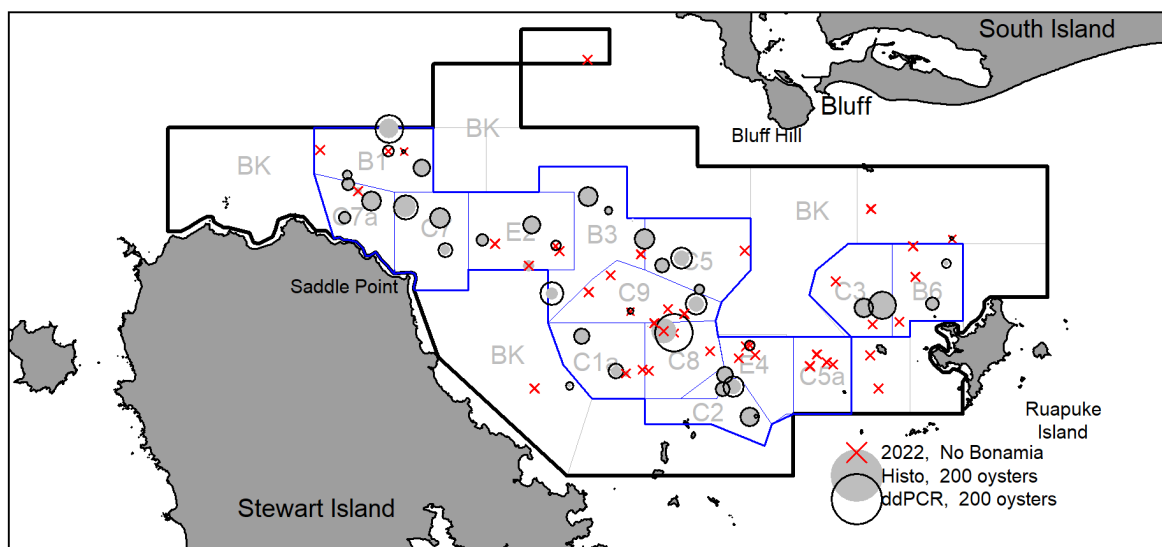 South Island
Bluff
Bluff Hill
BK
B1
BK
BK
C7a
C7
E2
B3
C5
Saddle Point
C3
B6
C9
BK
C1a
C8
E4
C5a
C2
Ruapuke
Island
2022, No Bonamia
Histo, 200 oysters
ddPCR, 200 oysters
Stewart Island